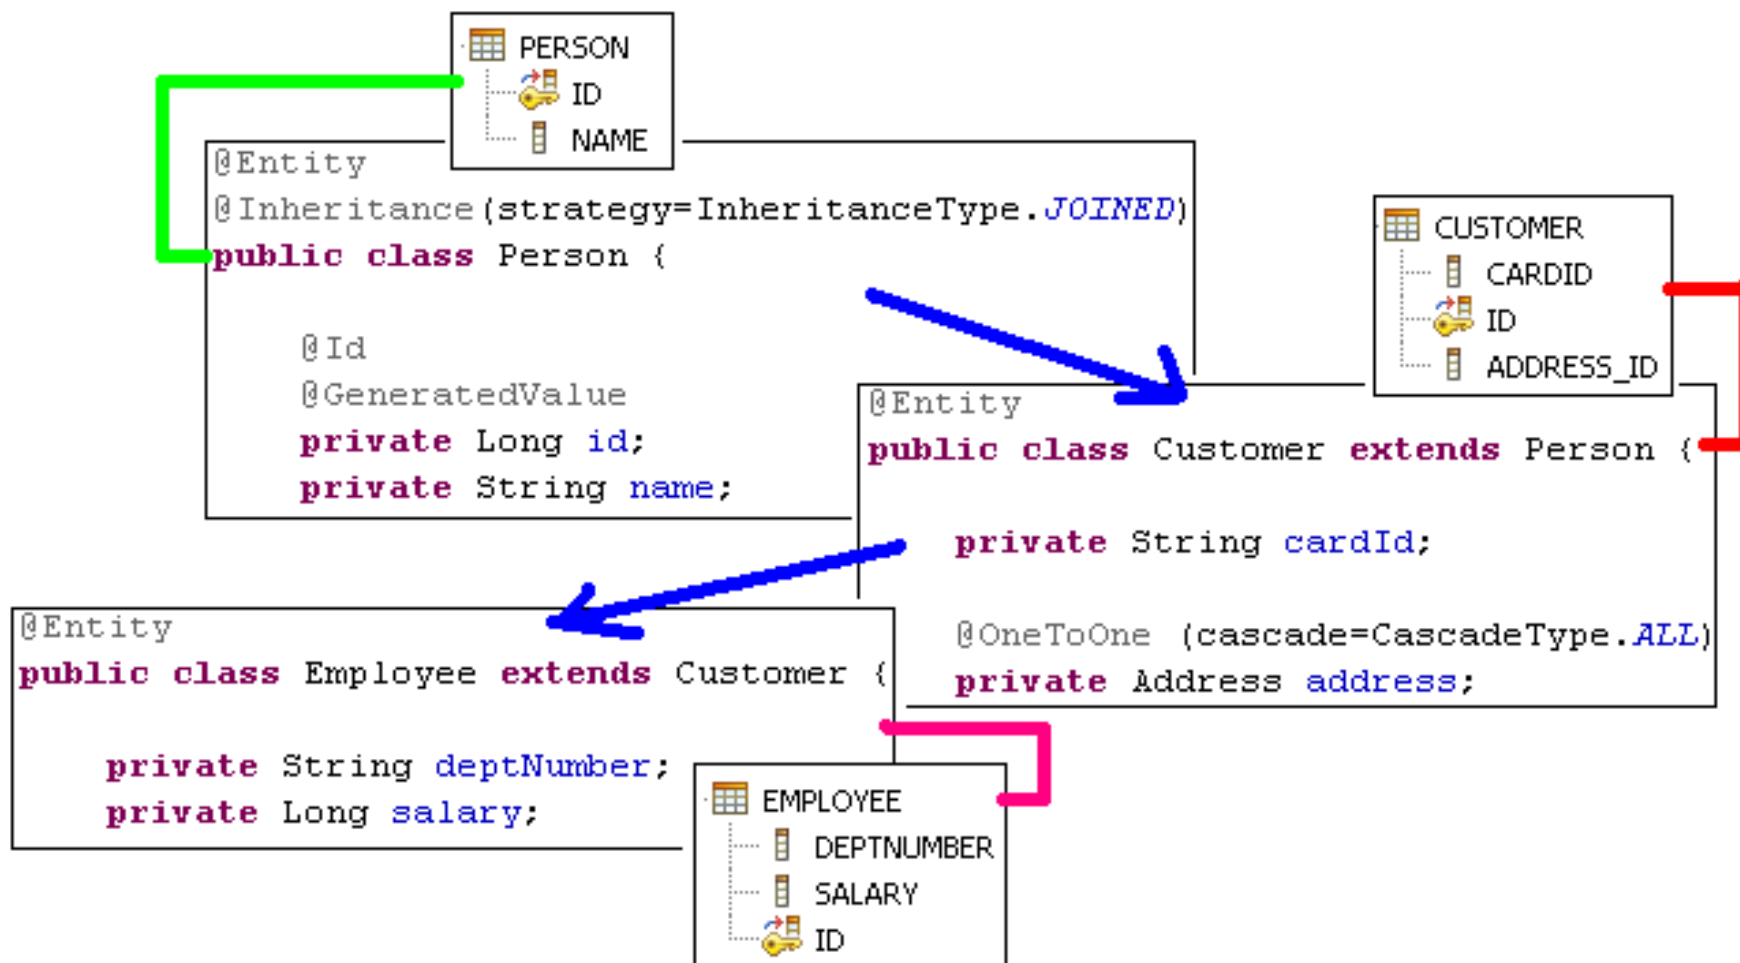 PERSON
ID
NAME
@Entity
@Inheritance(strategy=InheritanceType.JOINED)
public class Person {
@Id
@GeneratedValue
private Long id;
private String name;
CUSTOMER
CARDID
ID
ADDRESS_ID
@Entity
public class Customer extends Person {
private String cardId;
@OneToOne (cascade=CascadeType.ALL)
private Address address;
@Entity
public class Employee extends Customer {
private String deptNumber;
private Long salary;
EMPLOYEE
DEPTNUMBER
SALARY
ID